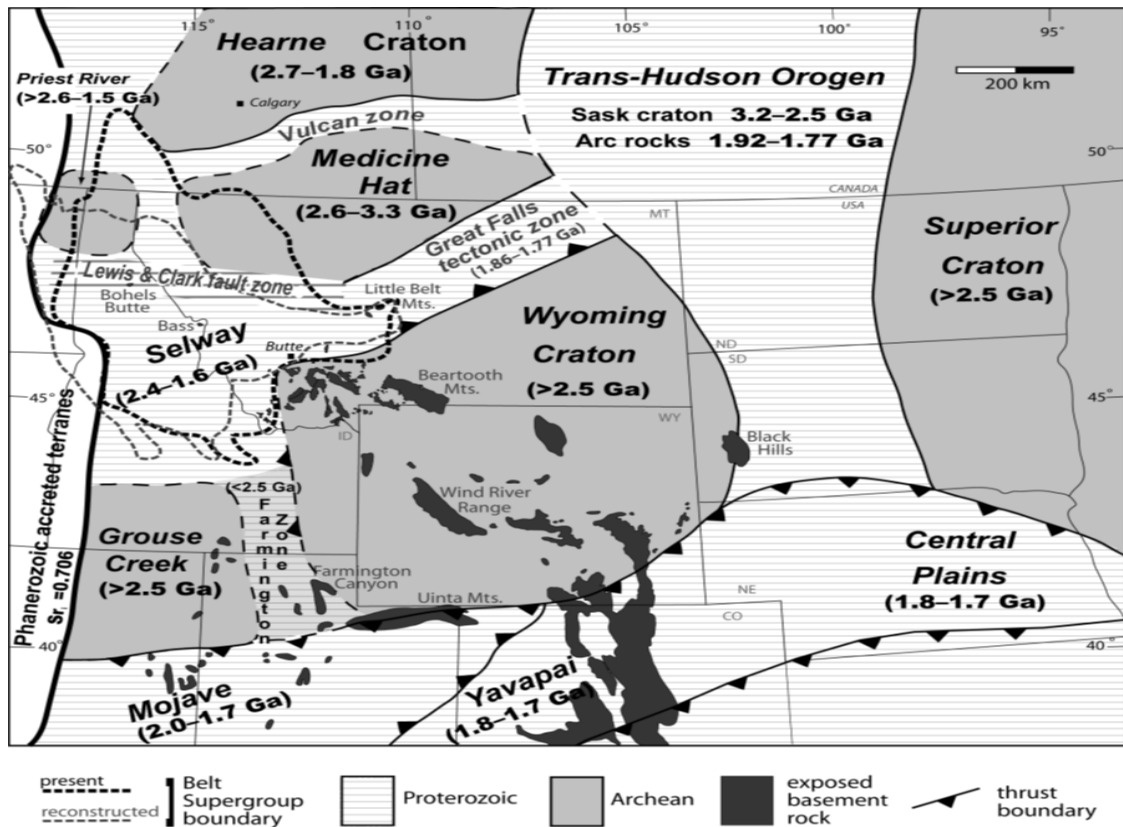 115°
110°
105°
100°
95°
Hearne Craton
(2.7–1.8 Ga)
Calgary
Priest River
(>2.6–1.5 Ga)
Vulcan zone
Trans-Hudson Orogen
Sask craton 3.2–2.5 Ga
Arc rocks 1.92–1.77 Ga
200 km
50°
50°
Medicine
Hat
(2.6–3.3 Ga)
CANADA
USA
MT
Great Falls
tectonic zone
(1.86–1.77 Ga)
Superior
Craton
(>2.5 Ga)
Lewis & Clark fault zone
Bohels
Butte
Little Belt
Mts.
Bass
Selway
(2.4–1.6 Ga)
Butte
Wyoming
Craton
(>2.5 Ga)
ND
SD
Beartooth
Mts.
45°
45°
ID
WY
Black
Hills
Phanerozoic accreted terranes
Sri =0.706
(<2.5 Ga)
Farmington
Zone
Wind River
Range
Grouse
Creek
(>2.5 Ga)
Farmington
Canyon
Uinta Mts.
Central
Plains
(1.8–1.7 Ga)
NE
CO
40°
40°
Mojave
(2.0–1.7 Ga)
Yavapai
(1.8–1.7 Ga)
present
reconstructed
Belt
Supergroup
boundary
Proterozoic
Archean
exposed
basement
rock
thrust
boundary